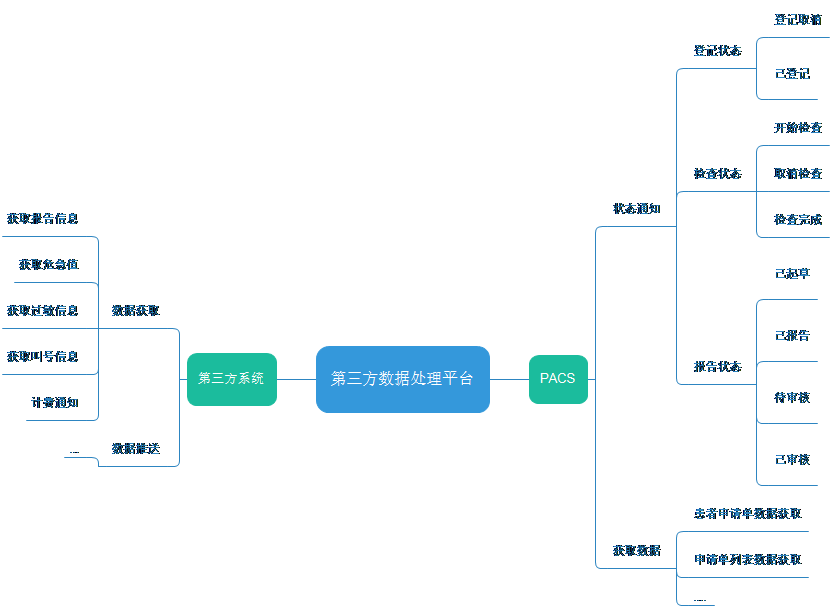 登记取消
登记状态
已登记
开始检查
检查状态
取消检查
状态通知
检查完成
获取报告信息
获取危急值
已起草
获取过敏信息
数据获取
已报告
获取叫号信息
报告状态
第三方系统
第三方数据处理平台
PACS
待审核
计费通知
数据推送
...
已审核
患者申请单数据获取
获取数据
申请单列表数据获取
....